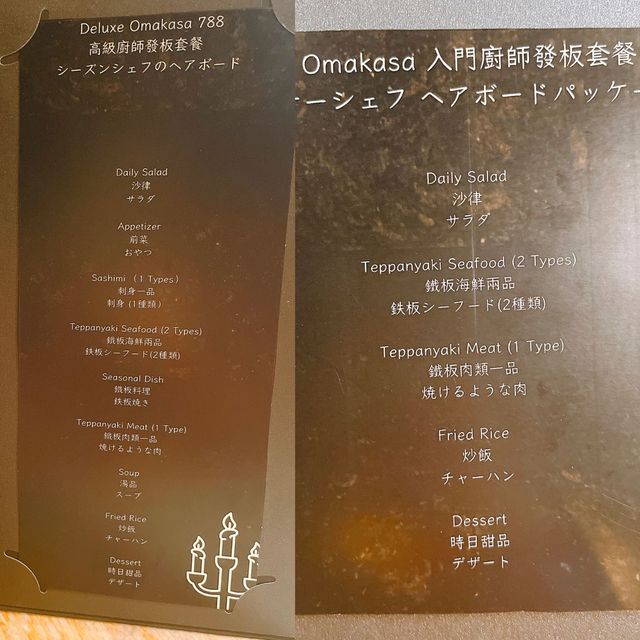 Deluxe Omakasa 788
高級廚師發板套餐
シーズンシェフのヘアボード
Daily Salad
沙律
サラダ
Appetizer
前菜
おやつ
Sashimi （1 Types）
刺身一品
刺身 (1種類）
Teppanyaki Seafood (2 Types)
鐵板海鮮兩品
鉄板シーフード(2種類)
Seasonal Dish
鐵板料理
鉄板焼き
Teppanyaki Meat (1 Type)
鐵板肉類一品
焼けるような肉
Soup
湯品
スープ
Fried Rice
炒飯
チャーハン
Dessert
時日甜品
デザート
Omakasa 入門廚師發板套餐
ーシェフ ヘアボードパッケー
Daily Salad
沙律
サラダ
Teppanyaki Seafood (2 Types)
鐵板海鮮兩品
鉄板シーフード(2種類)
Teppanyaki Meat (1 Type)
鐵板肉類一品
焼けるような肉
Fried Rice
炒飯
チャーハン
Dessert
時日甜品
デザート